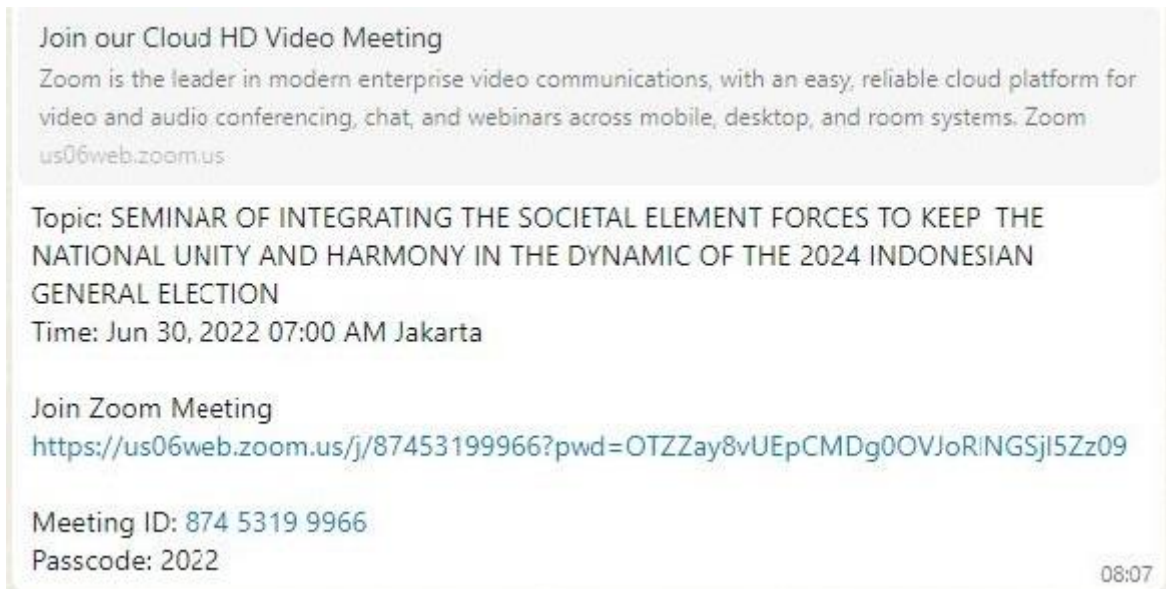 Join our Cloud HD Video Meeting
Zoom is the leader in modern enterprise video communications, with an easy, reliable cloud platform for
video and audio conferencing, chat, and webinars across mobile, desktop, and room systems. Zoom
us06web.zoom.us
Topic: SEMINAR OF INTEGRATING THE SOCIETAL ELEMENT FORCES TO KEEP THE
NATIONAL UNITY AND HARMONY IN THE DYNAMIC OF THE 2024 INDONESIAN
GENERAL ELECTION
Time: Jun 30, 2022 07:00 AM Jakarta
Join Zoom Meeting
https://us06web.zoom.us/j/87453199966?pwd=OTZZay8vUEpCMDg0OVJoRlNGSjI5Zz09
Meeting ID: 874 5319 9966
Passcode: 2022
08:07